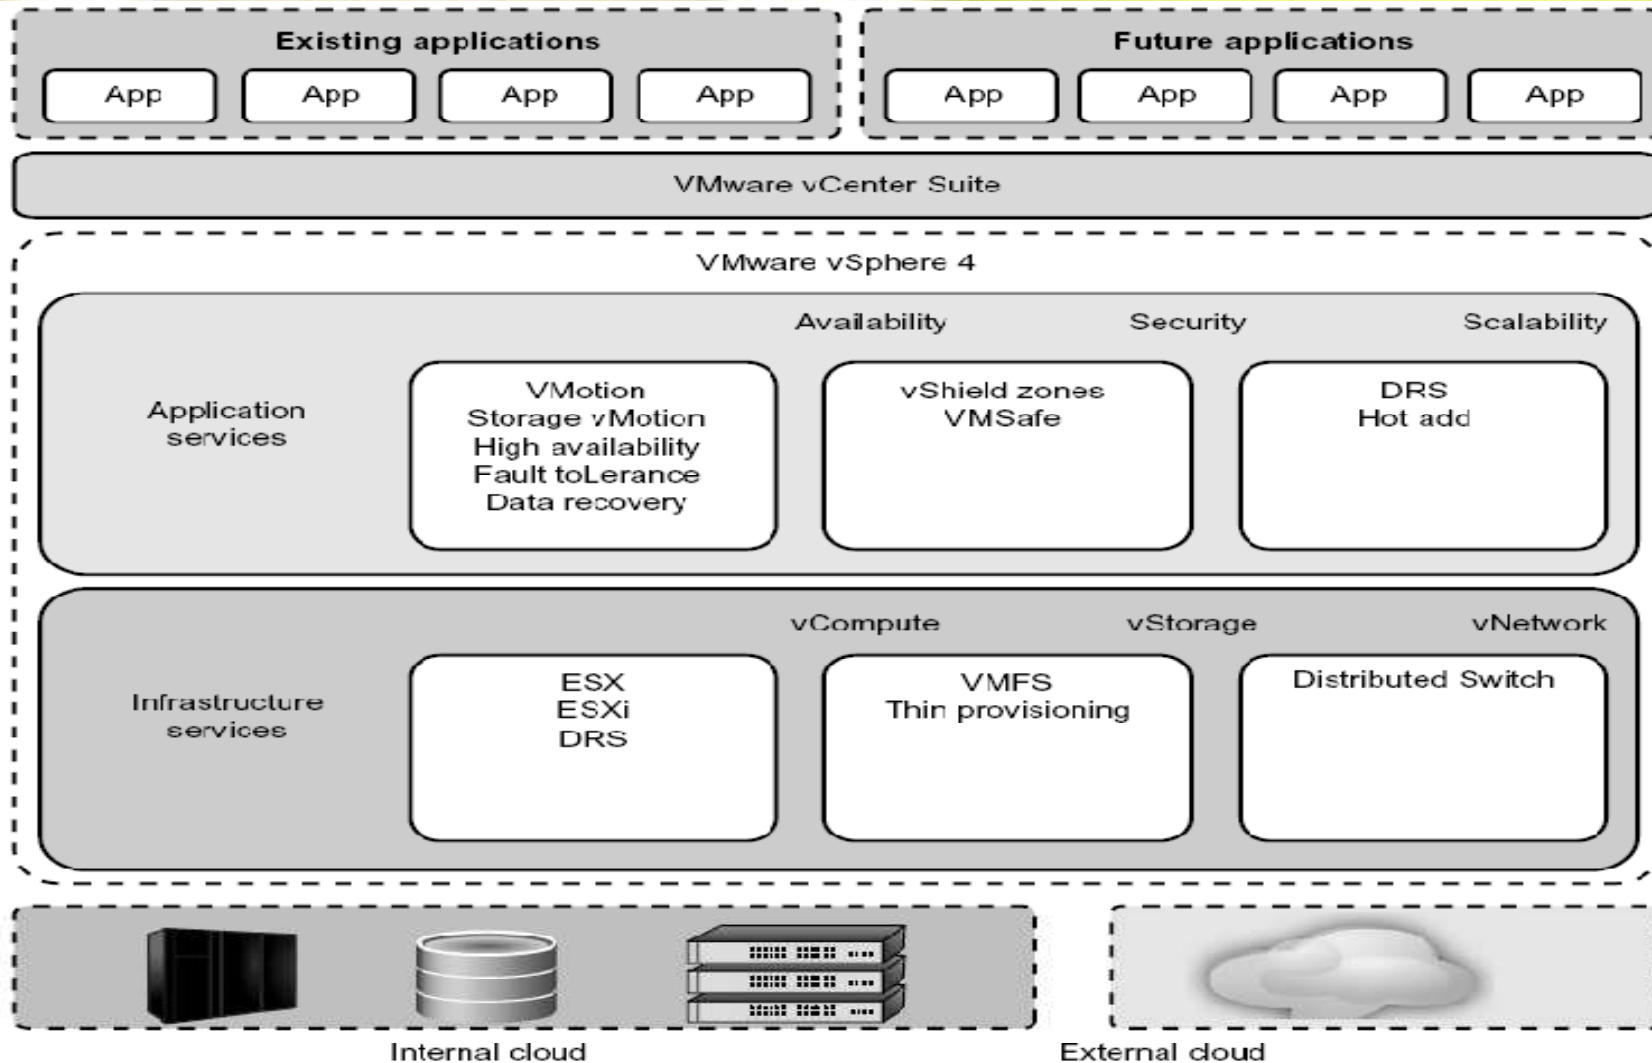 Existing applications
App App App App
Future applications
App App App App
VMware vCenter Suite
VMware vSphere 4
Application
services
Availability
VMotion
Storage vMotion
High availability
Fault toLerance
Data recovery
Security
vShield zones
VMSafe
Scalability
DRS
Hot add
Infrastructure
services
vCompute
ESX
ESXi
DRS
vStorage
VMFS
Thin provisioning
vNetwork
Distributed Switch
Internal cloud
External cloud